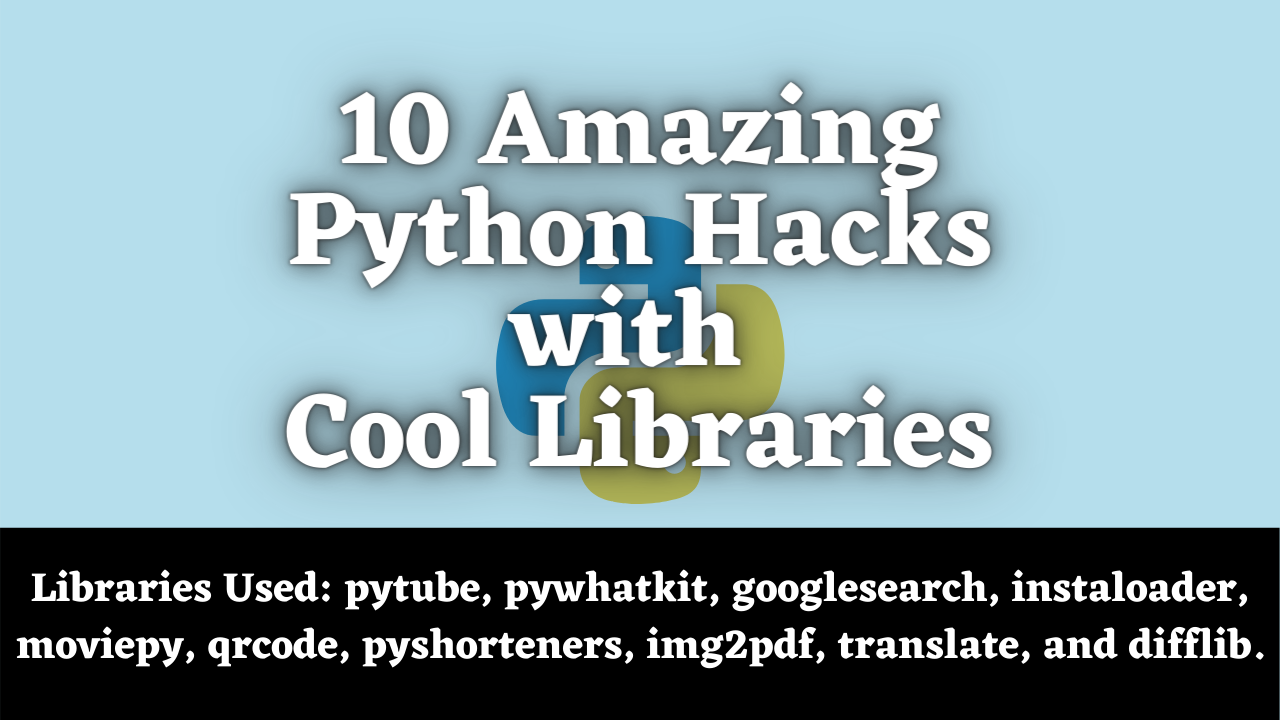 10 Amazing
Python Hacks
with
Cool Libraries
Libraries Used: pytube, pywhatkit, googlesearch, instaloader,
moviepy, qrcode, pyshorteners, img2pdf, translate, and difflib.